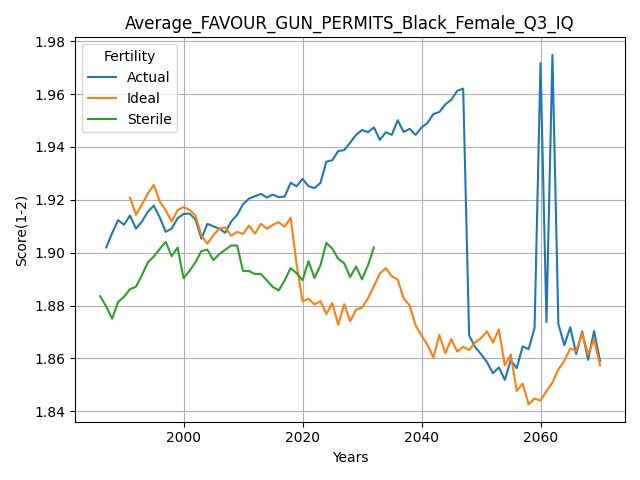 Average_FAVOUR_GUN_PERMITS_Black_Female_Q3_IQ
Fertility
Actual
Ideal
Sterile
Score(1-2)
1.98
1.96
1.94
1.92
1.90
1.88
1.86
1.84
2000 2020 2040 2060
Years